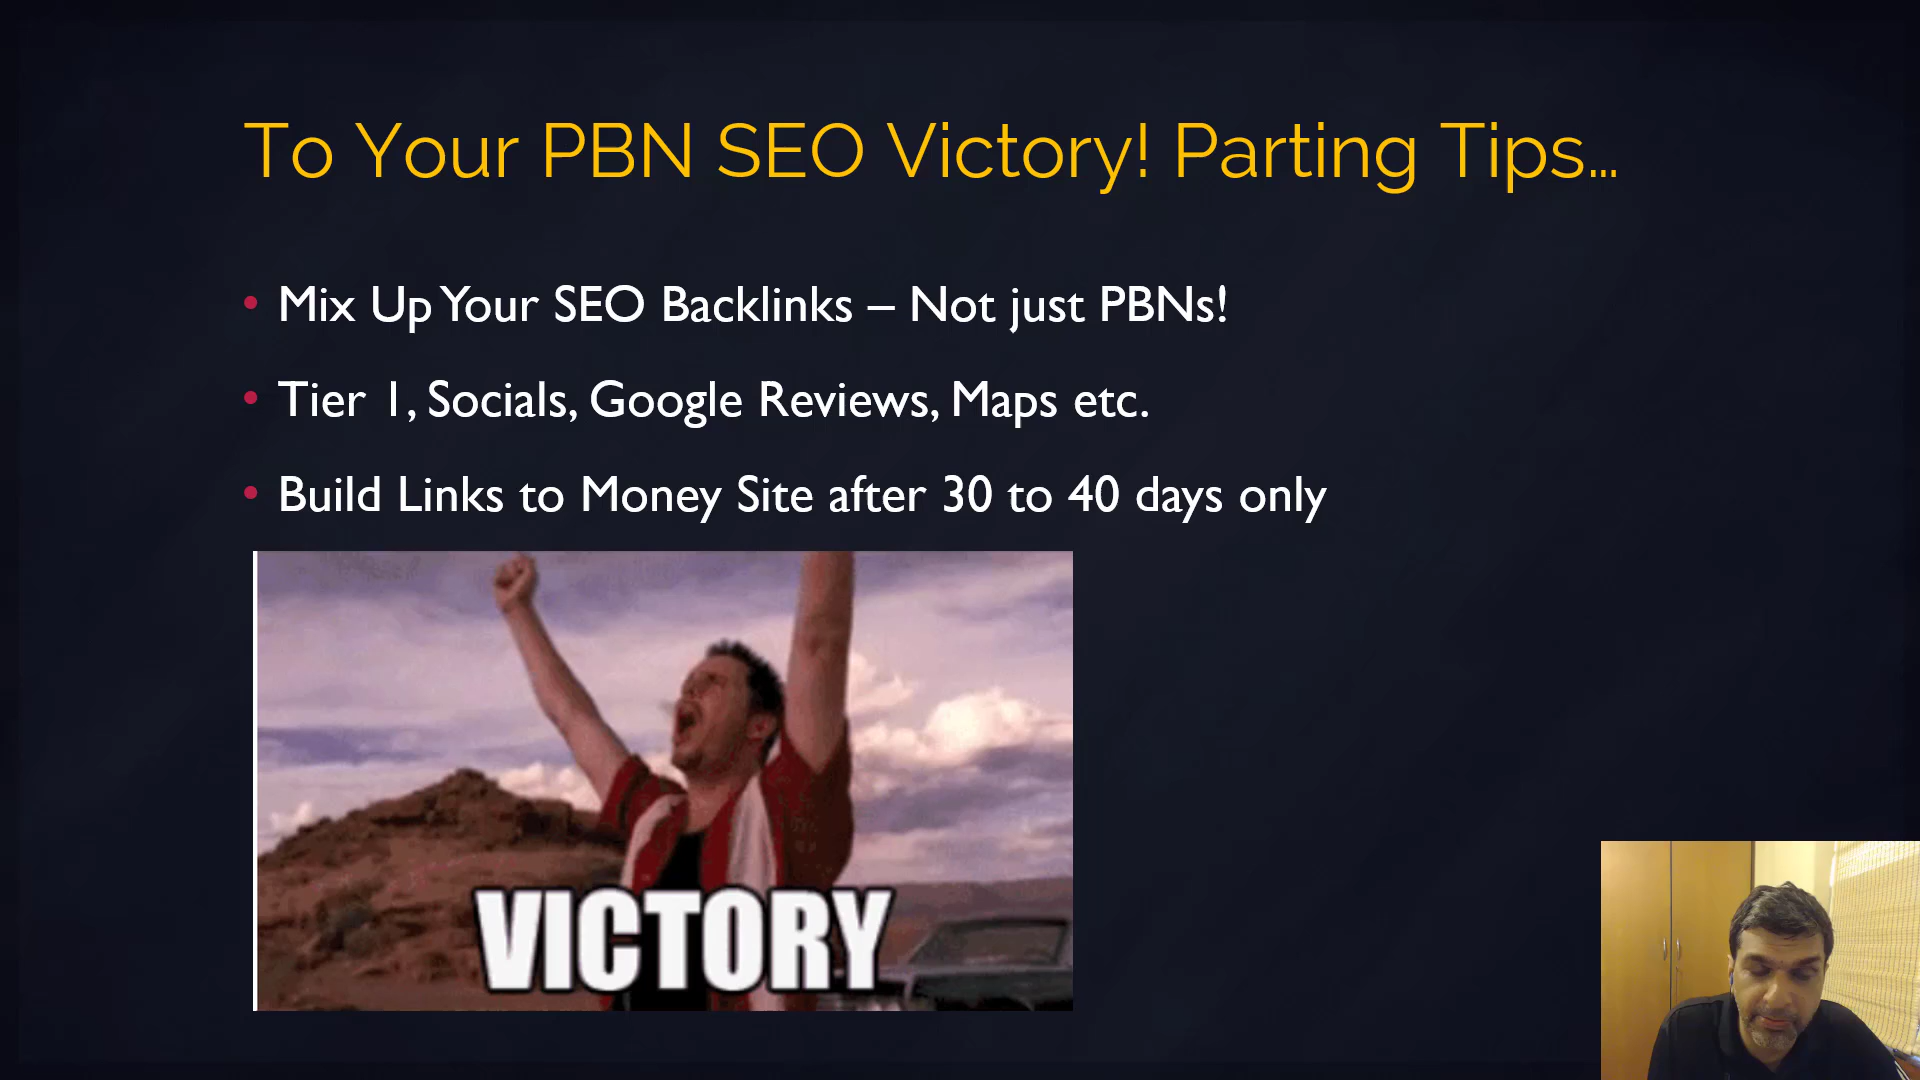 To Your PBN SEO Victory! Parting Tips…
• Mix Up Your SEO Backlinks – Not just PBNs!
• Tier 1, Socials, Google Reviews, Maps etc.
• Build Links to Money Site after 30 to 40 days only
VICTORY